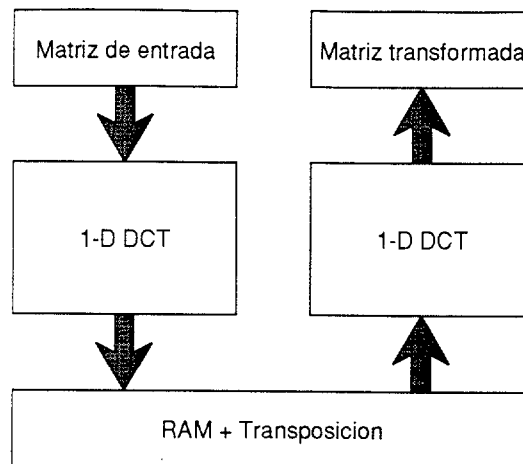 Matriz de entrada
Matriz transformada
1-D DCT
1-D DCT
RAM + Transposicion